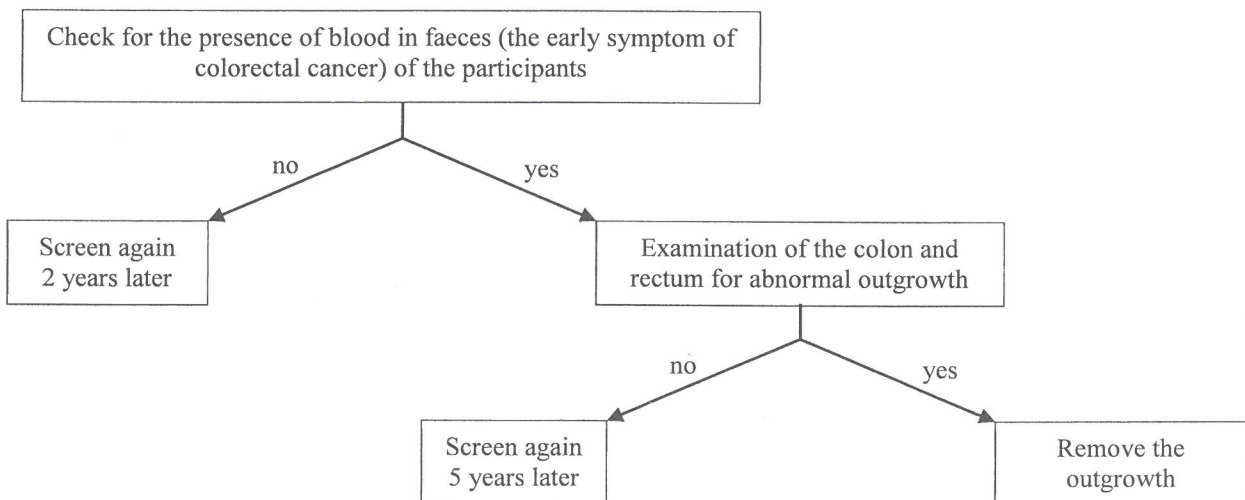 Check for the presence of blood in faeces (the early symptom of
colorectal cancer) of the participants
no
yes
Screen again
2 years later
Examination of the colon and
rectum for abnormal outgrowth
no
yes
Screen again
5 years later
Remove the
outgrowth